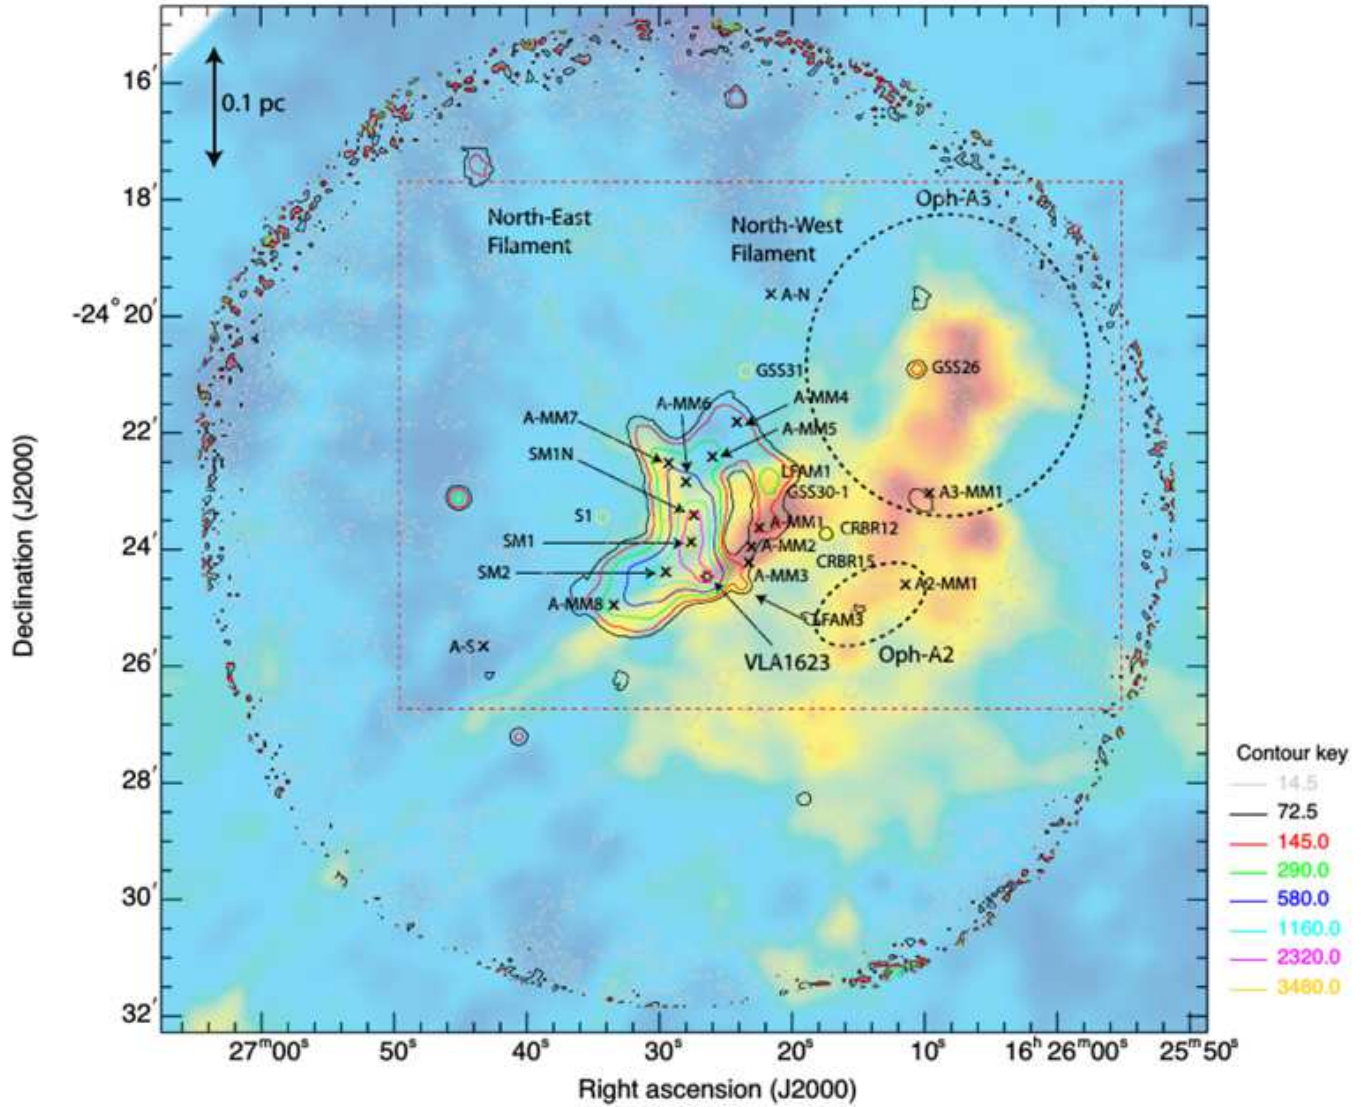 16′
0.1 pc
18′
Oph-A3
North-East
Filament
North-West
Filament
A-N
-24° 20′
GSS31
GSS26
A-MM6
A-MM4
A-MM7
A-MM5
22′
SM1N
LFAM1
GSS30-1
A3-MM1
S1
A-MM1
CRBR12
SM1
A-MM2
24′
CRBR15
SM2
A-MM3
A2-MM1
A-MM8
LFAM3
A-S
VLA1623
Oph-A2
26′
28′
30′
32′
Declination (J2000)
27ᵐ00ˢ
50ˢ
40ˢ
30ˢ
20ˢ
10ˢ
16ʰ 26ᵐ00ˢ
25ᵐ50ˢ
Right ascension (J2000)
Contour key
14.5
72.5
145.0
290.0
580.0
1160.0
2320.0
3480.0